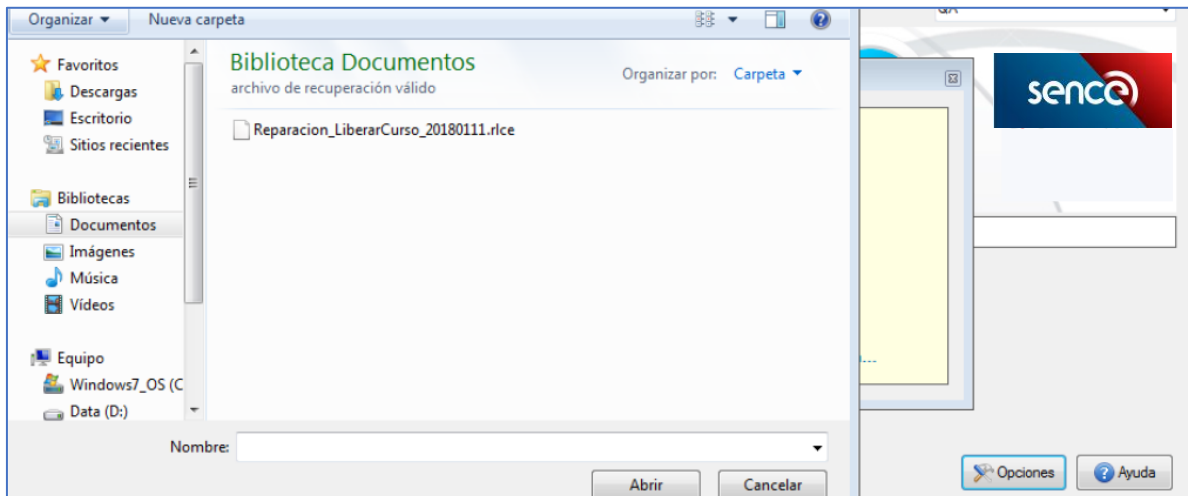 Organizar
Nueva carpeta
Favoritos
Descargas
Escritorio
Sitios recientes
Bibliotecas
Documentos
Imágenes
Música
Vídeos
Equipo
Windows7_OS (C
Data (D:)
Biblioteca Documentos
archivo de recuperación válido
Organizar por: Carpeta
Reparacion_LiberarCurso_20180111.rlce
Nombre:
Abrir
Cancelar
sence
Opciones
Ayuda